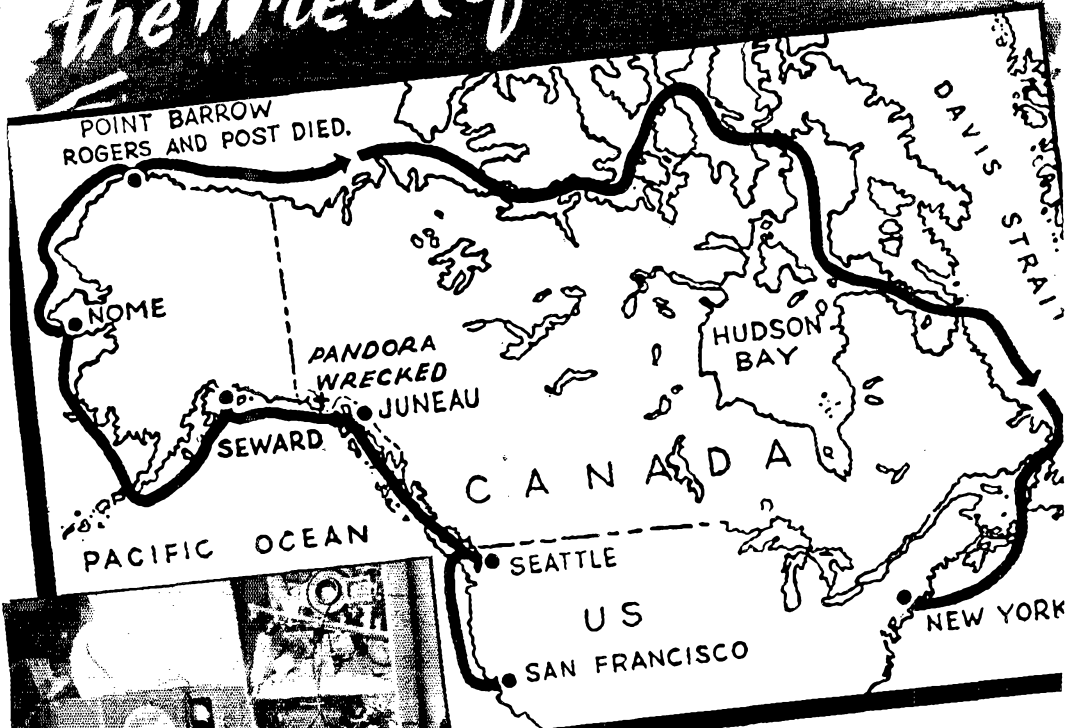 the Wreck of
POINT BARROW
ROGERS AND POST DIED.
DAVIS STRAIT
NOME
HUDSON
BAY
PANDORA
WRECKED
JUNEAU
SEWARD
CANADA
PACIFIC OCEAN
SEATTLE
US
NEW YORK
SAN FRANCISCO